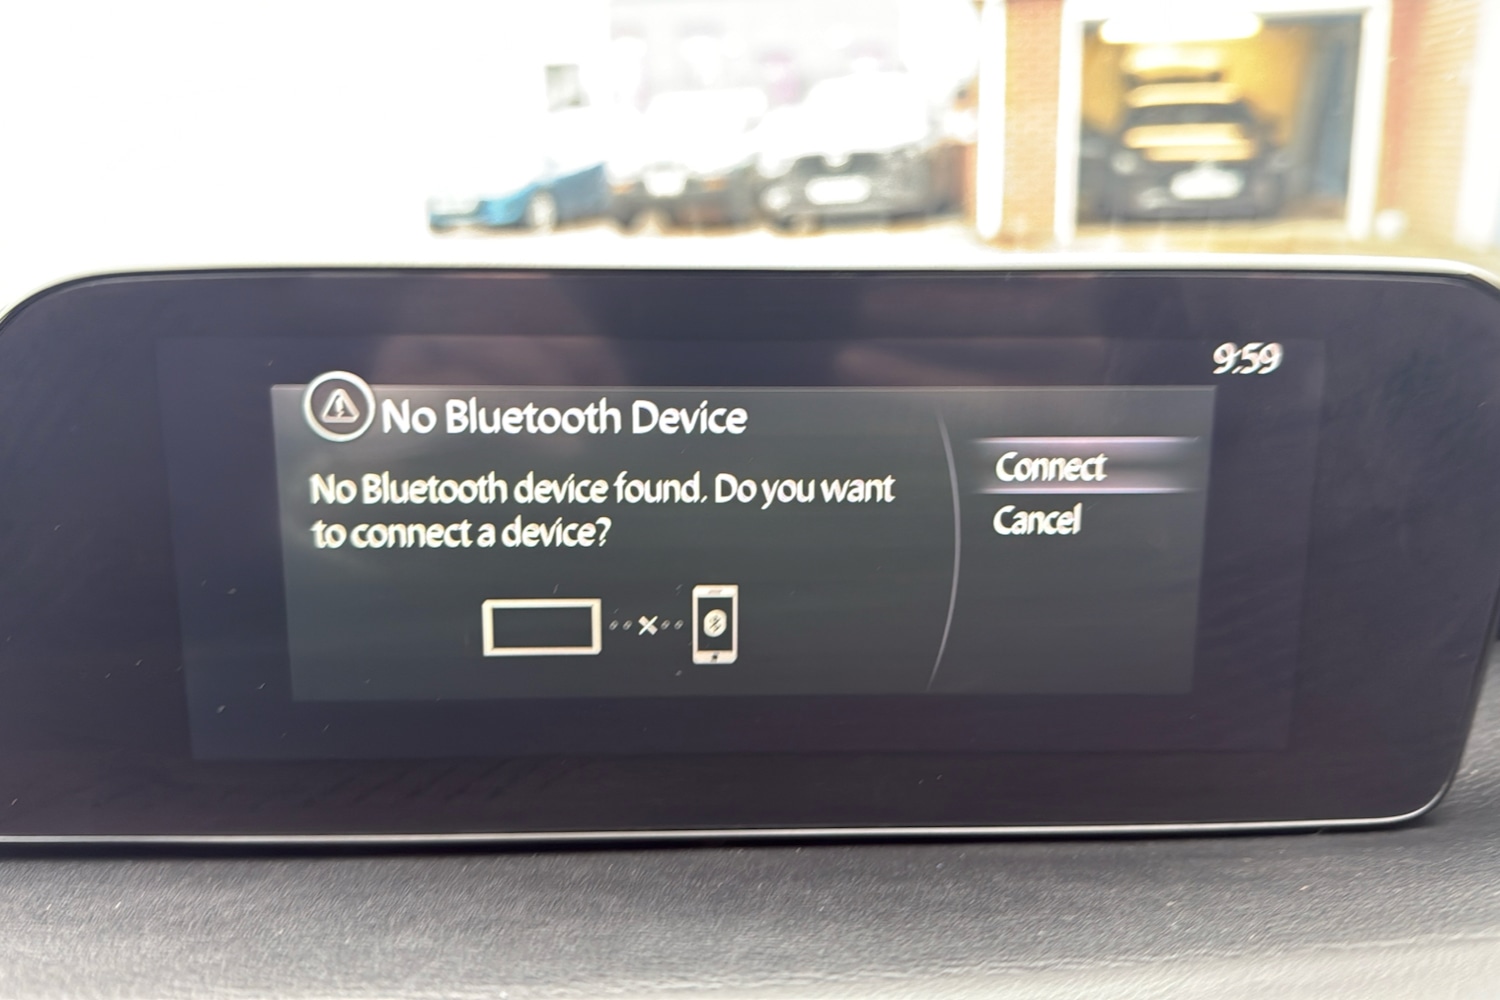 9:59
No Bluetooth Device
No Bluetooth device found. Do you want
to connect a device?
Connect
Cancel